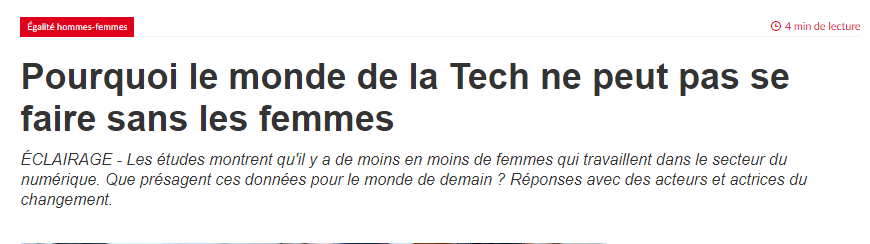 Égalité hommes-femmes
4 min de lecture
Pourquoi le monde de la Tech ne peut pas se
faire sans les femmes
ÉCLAIRAGE - Les études montrent qu'il y a de moins en moins de femmes qui travaillent dans le secteur du
numérique. Que présagent ces données pour le monde de demain ? Réponses avec des acteurs et actrices du
changement.